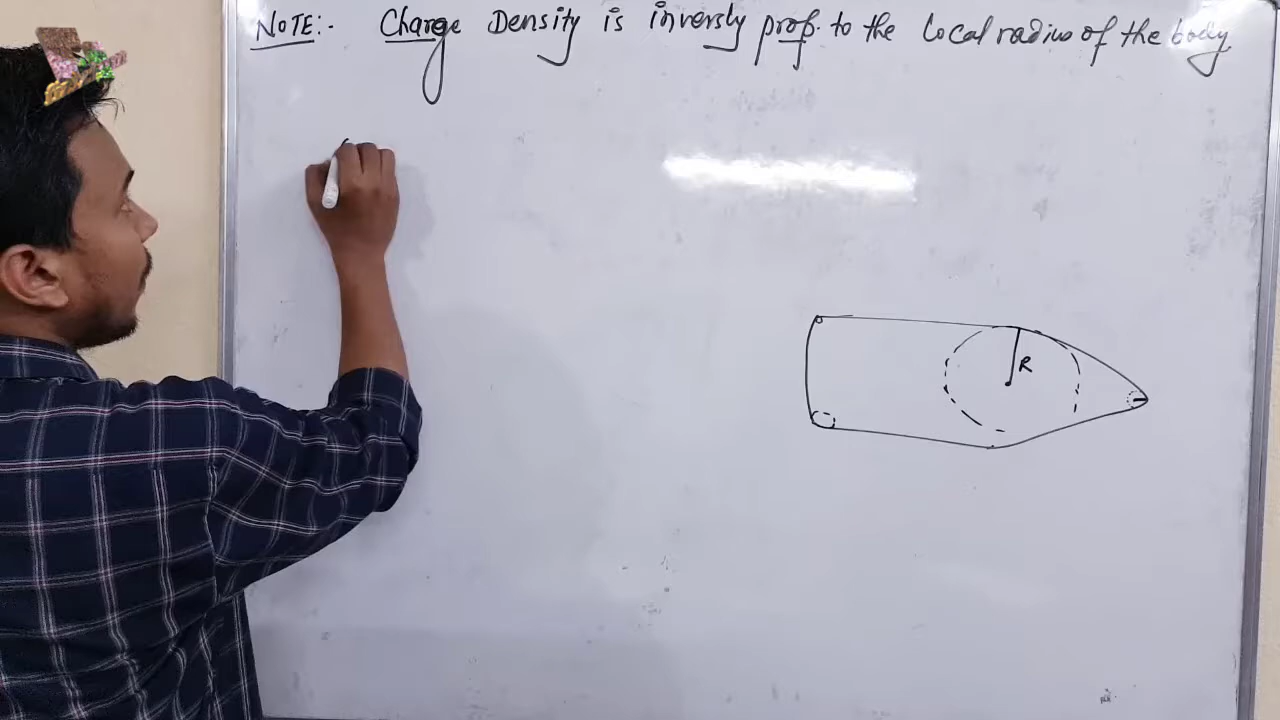 NOTE:- Charge Density is inversly prop. to the local radius of the body
R